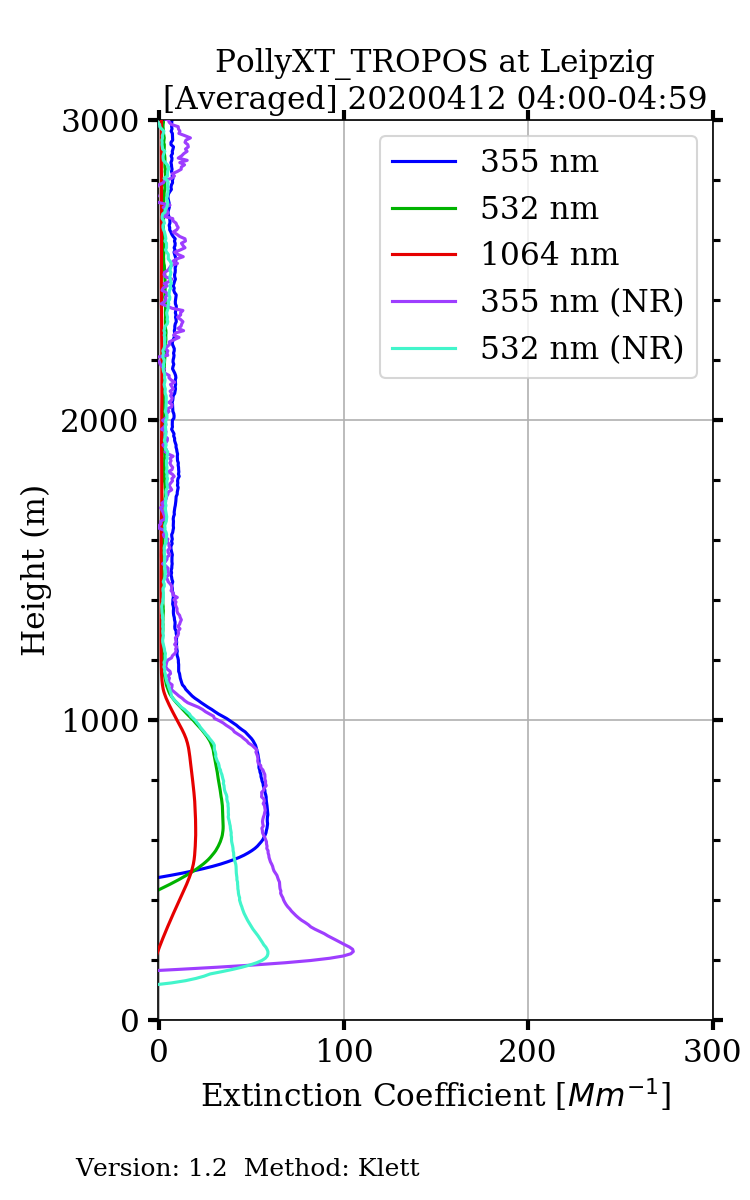 PollyXT_TROPOS at Leipzig
[Averaged] 20200412 04:00-04:59
355 nm
532 nm
1064 nm
355 nm (NR)
532 nm (NR)
3000
2000
1000
0
Height (m)
0 100 200 300
Extinction Coefficient [Mm⁻¹]
Version: 1.2 Method: Klett